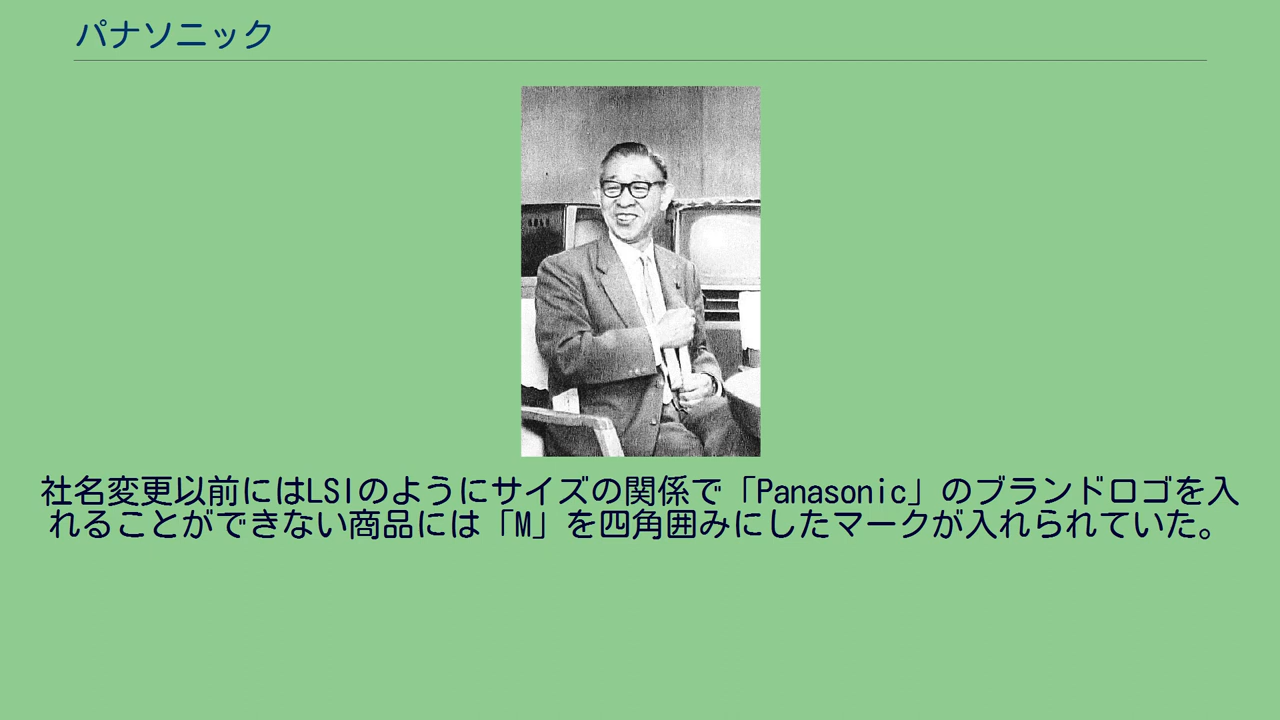 パナソニック
社名変更以前にはLSIのようにサイズの関係で「Panasonic」のブランドロゴを入
れることができない商品には「M」を四角囲みにしたマークが入れられていた。